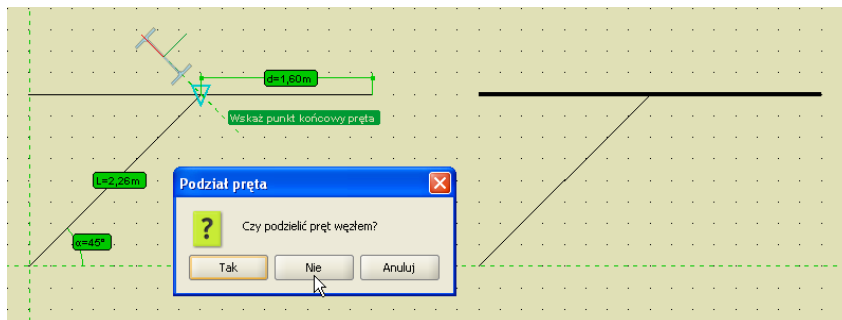 d=1,60m
Wskaż punkt końcowy pręta
L=2,26m
α=45°
Podział pręta
?
Czy podzielić pręt węzłem?
Tak Nie Anuluj